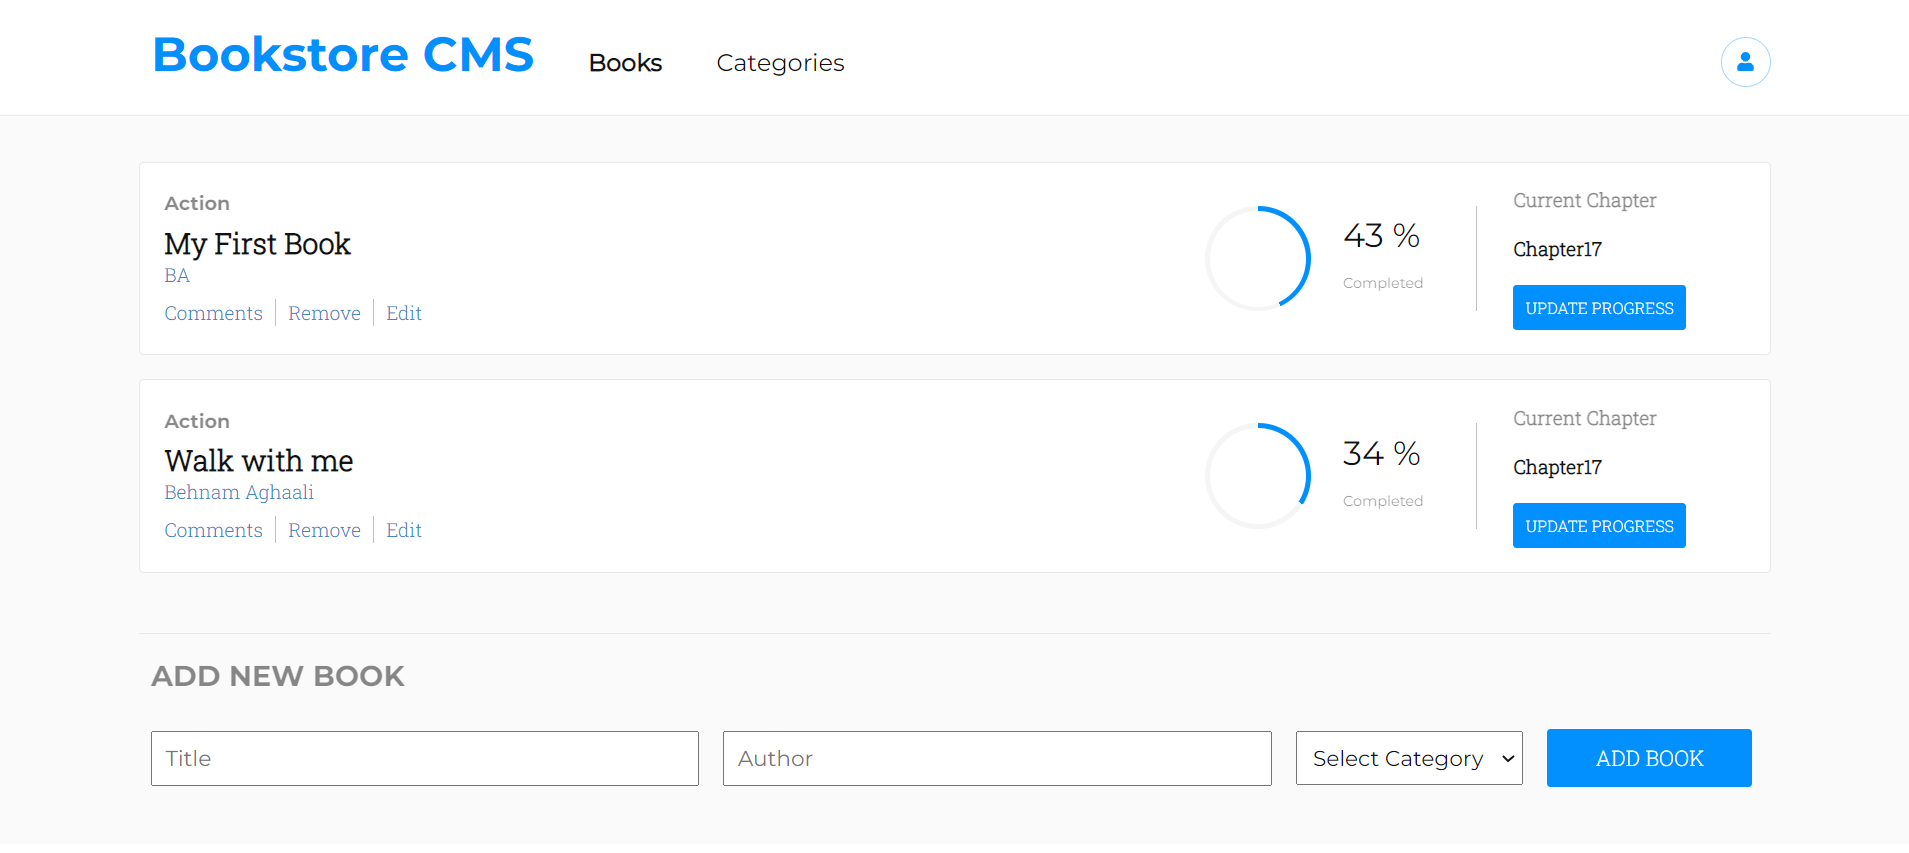 Bookstore CMS Books Categories
Action
My First Book
BA
Comments Remove Edit
43 %
Completed
Current Chapter
Chapter17
UPDATE PROGRESS
Action
Walk with me
Behnam Aghaali
Comments Remove Edit
34 %
Completed
Current Chapter
Chapter17
UPDATE PROGRESS
ADD NEW BOOK
Title Author Select Category ADD BOOK